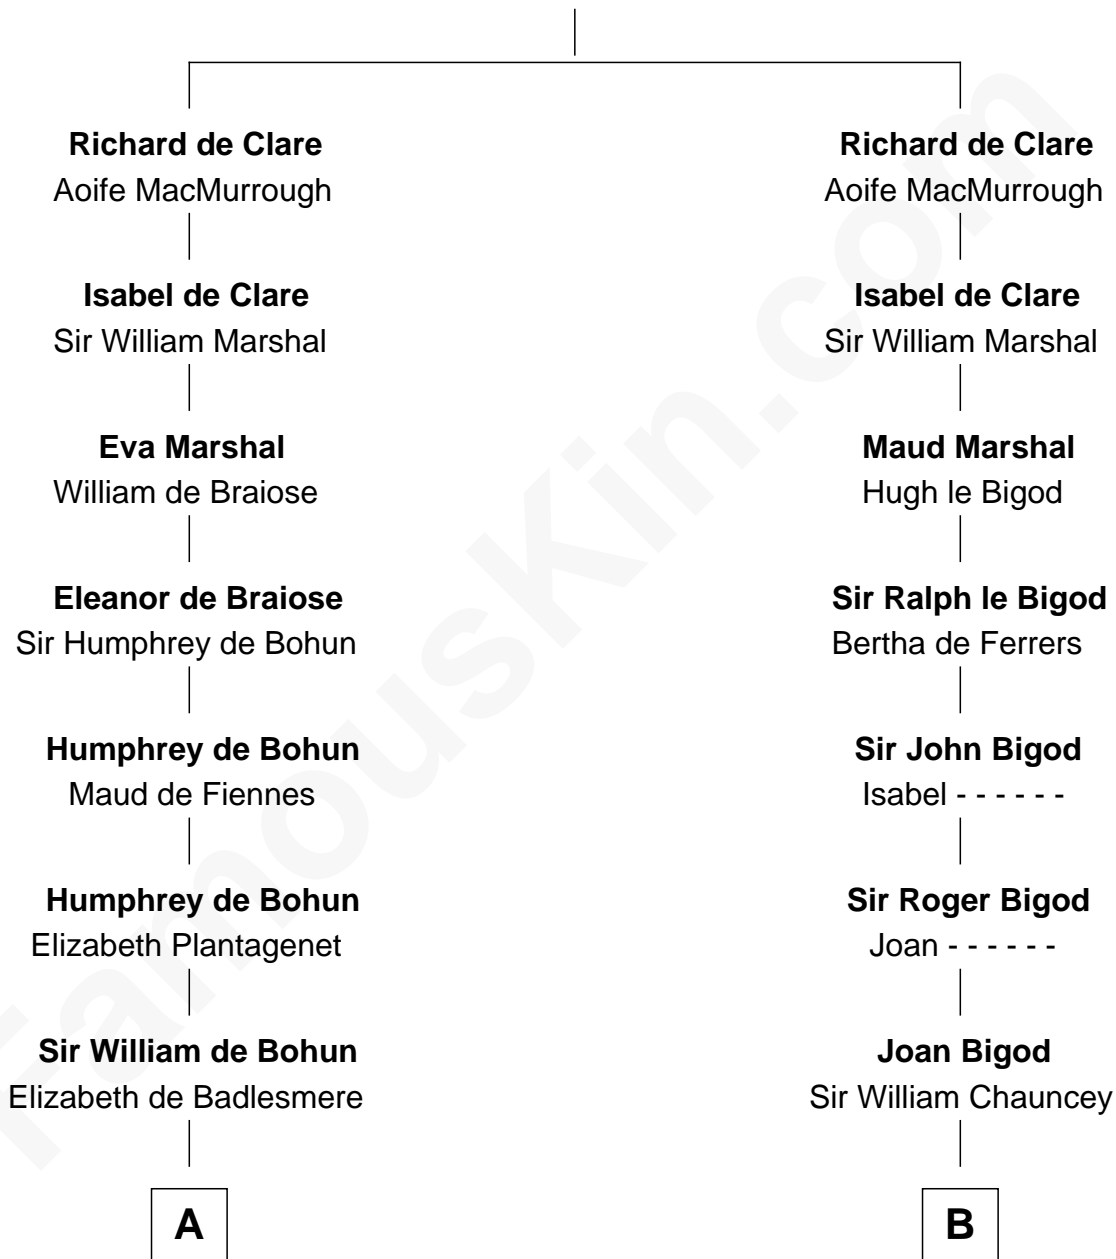 Richard de Clare
Aoife MacMurrough
Isabel de Clare
Sir William Marshal
Eva Marshal
William de Braiose
Eleanor de Braiose
Sir Humphrey de Bohun
Humphrey de Bohun
Maud de Fiennes
Humphrey de Bohun
Elizabeth Plantagenet
Sir William de Bohun
Elizabeth de Badlesmere
A
Richard de Clare
Aoife MacMurrough
Isabel de Clare
Sir William Marshal
Maud Marshal
Hugh le Bigod
Sir Ralph le Bigod
Bertha de Ferrers
Sir John Bigod
Isabel - - - - - -
Sir Roger Bigod
Joan - - - - - -
Joan Bigod
Sir William Chauncey
B
FamousKin.com